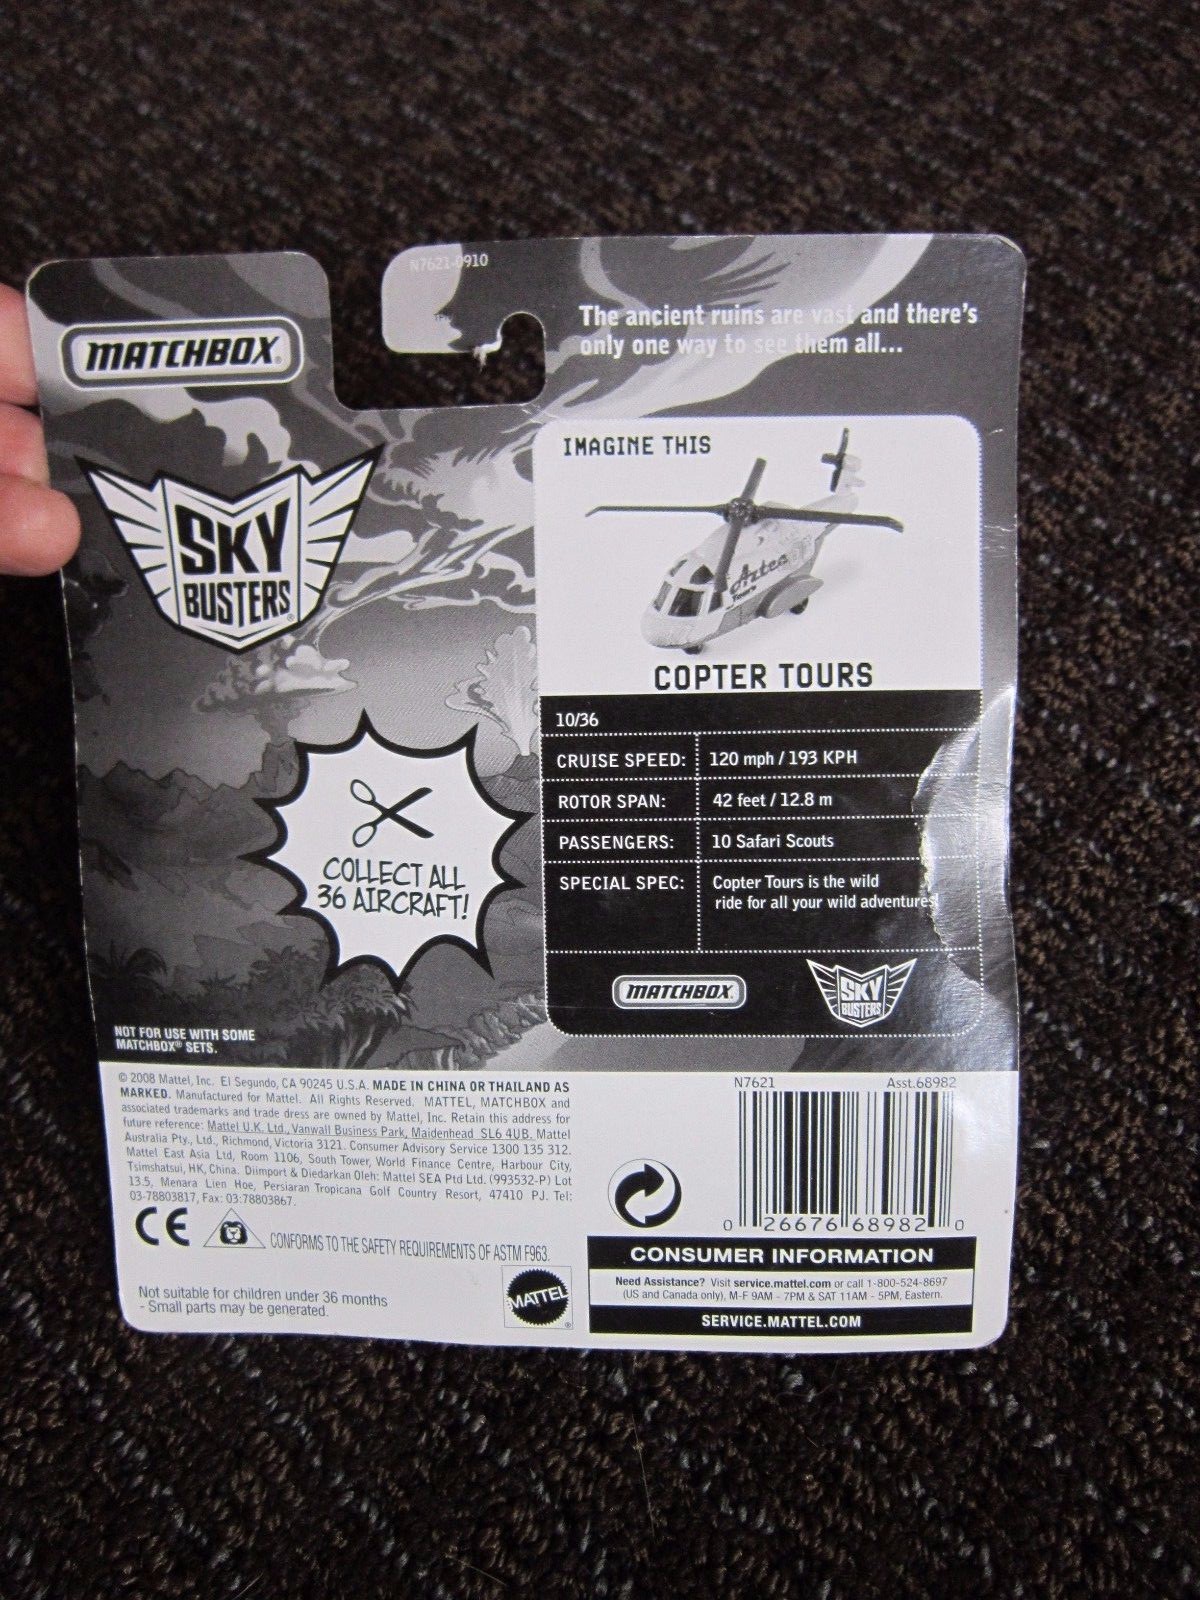 N7621-0910
MATCHBOX®
The ancient ruins are vast and there's
only one way to see them all...
SKY
BUSTERS®
IMAGINE THIS
Aztec
Tours
COPTER TOURS
10/36
CRUISE SPEED: 120 mph / 193 KPH
ROTOR SPAN: 42 feet / 12.8 m
PASSENGERS: 10 Safari Scouts
SPECIAL SPEC: Copter Tours is the wild
ride for all your wild adventures!
COLLECT ALL
36 AIRCRAFT!
MATCHBOX®
SKY
BUSTERS
NOT FOR USE WITH SOME
MATCHBOX® SETS.
© 2008 Mattel, Inc. El Segundo, CA 90245 U.S.A. MADE IN CHINA OR THAILAND AS
MARKED. Manufactured for Mattel. All Rights Reserved. MATTEL, MATCHBOX and
associated trademarks and trade dress are owned by Mattel, Inc. Retain this address for
future reference: Mattel U.K. Ltd., Vanwall Business Park, Maidenhead SL6 4UB. Mattel
Australia Pty., Ltd., Richmond, Victoria 3121. Consumer Advisory Service 1300 135 312.
Mattel East Asia Ltd, Room 1106, South Tower, World Finance Centre, Harbour City,
Tsimshatsui, HK, China. Diimport & Diedarkan Oleh: Mattel SEA Ptd Ltd. (993532-P) Lot
13.5, Menara Lien Hoe, Persiaran Tropicana Golf Country Resort, 47410 PJ. Tel:
03-78803817, Fax: 03:78803867.
CE
CONFORMS TO THE SAFETY REQUIREMENTS OF ASTM F963.
Not suitable for children under 36 months
- Small parts may be generated.
MATTEL®
N7621 Asst.68982
0 26676 68982 0
CONSUMER INFORMATION
Need Assistance? Visit service.mattel.com or call 1-800-524-8697
(US and Canada only), M-F 9AM - 7PM & SAT 11AM - 5PM, Eastern.
SERVICE.MATTEL.COM